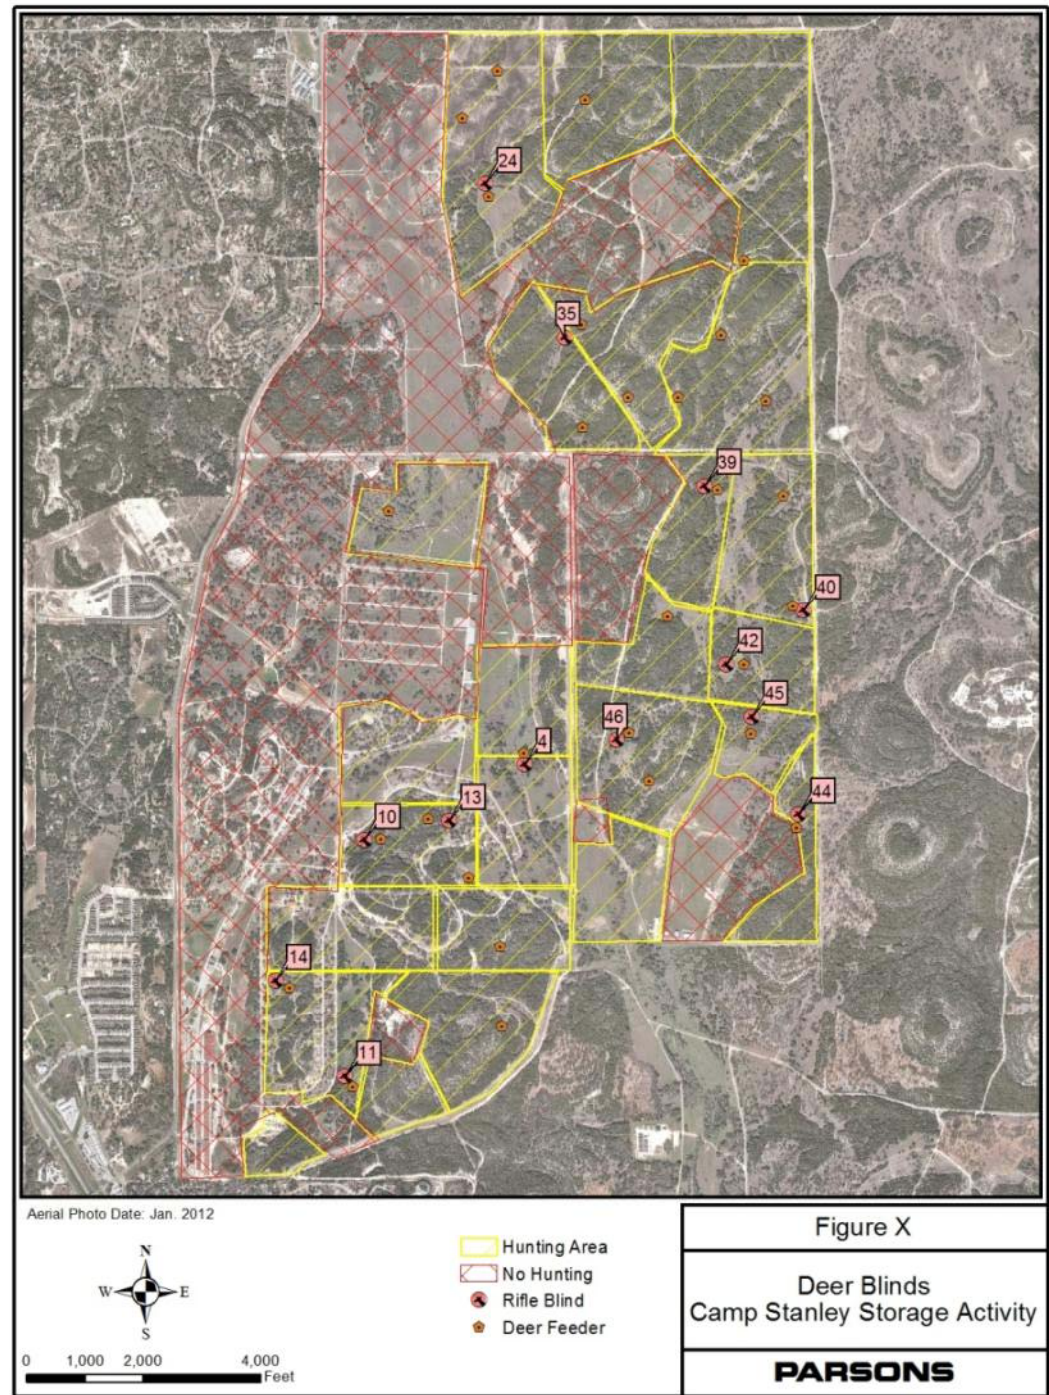 24
35
39
40
42
45
46
4
44
13
10
14
11
Aerial Photo Date: Jan. 2012
N
W
E
S
0 1,000 2,000 4,000
Feet
Hunting Area
No Hunting
Rifle Blind
Deer Feeder
Figure X
Deer Blinds
Camp Stanley Storage Activity
PARSONS